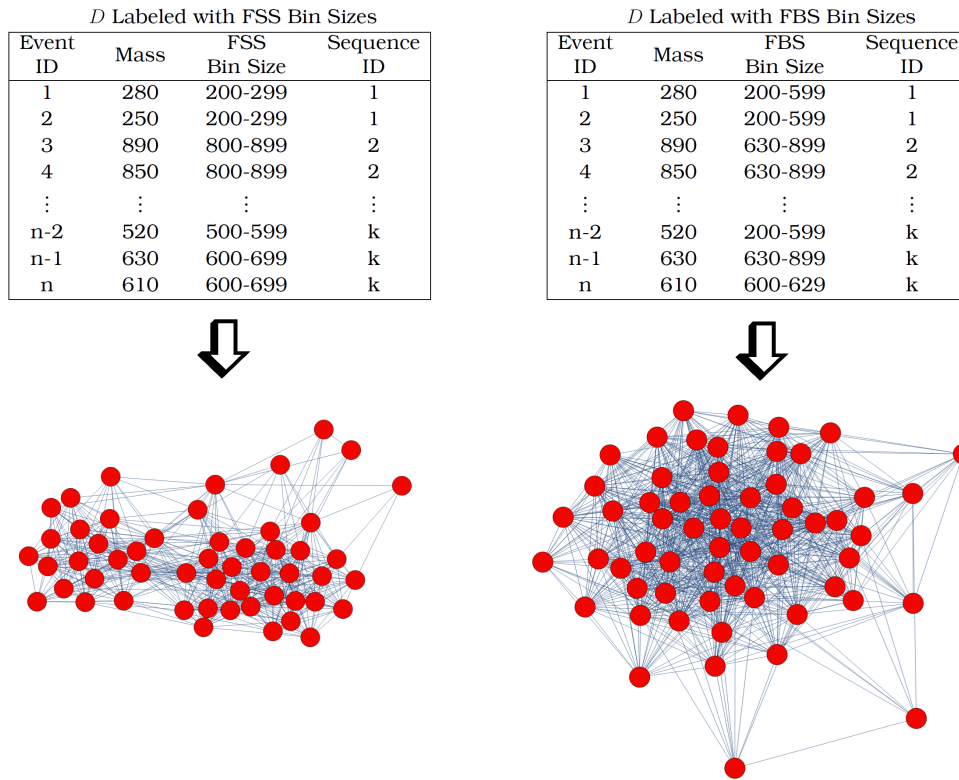 D Labeled with FSS Bin Sizes
Event ID Mass FSS Bin Size Sequence ID
1 280 200-299 1
2 250 200-299 1
3 890 800-899 2
4 850 800-899 2
⋮ ⋮ ⋮ ⋮
n-2 520 500-599 k
n-1 630 600-699 k
n 610 600-699 k
D Labeled with FBS Bin Sizes
Event ID Mass FBS Bin Size Sequence ID
1 280 200-599 1
2 250 200-599 1
3 890 630-899 2
4 850 630-899 2
⋮ ⋮ ⋮ ⋮
n-2 520 200-599 k
n-1 630 630-899 k
n 610 600-629 k